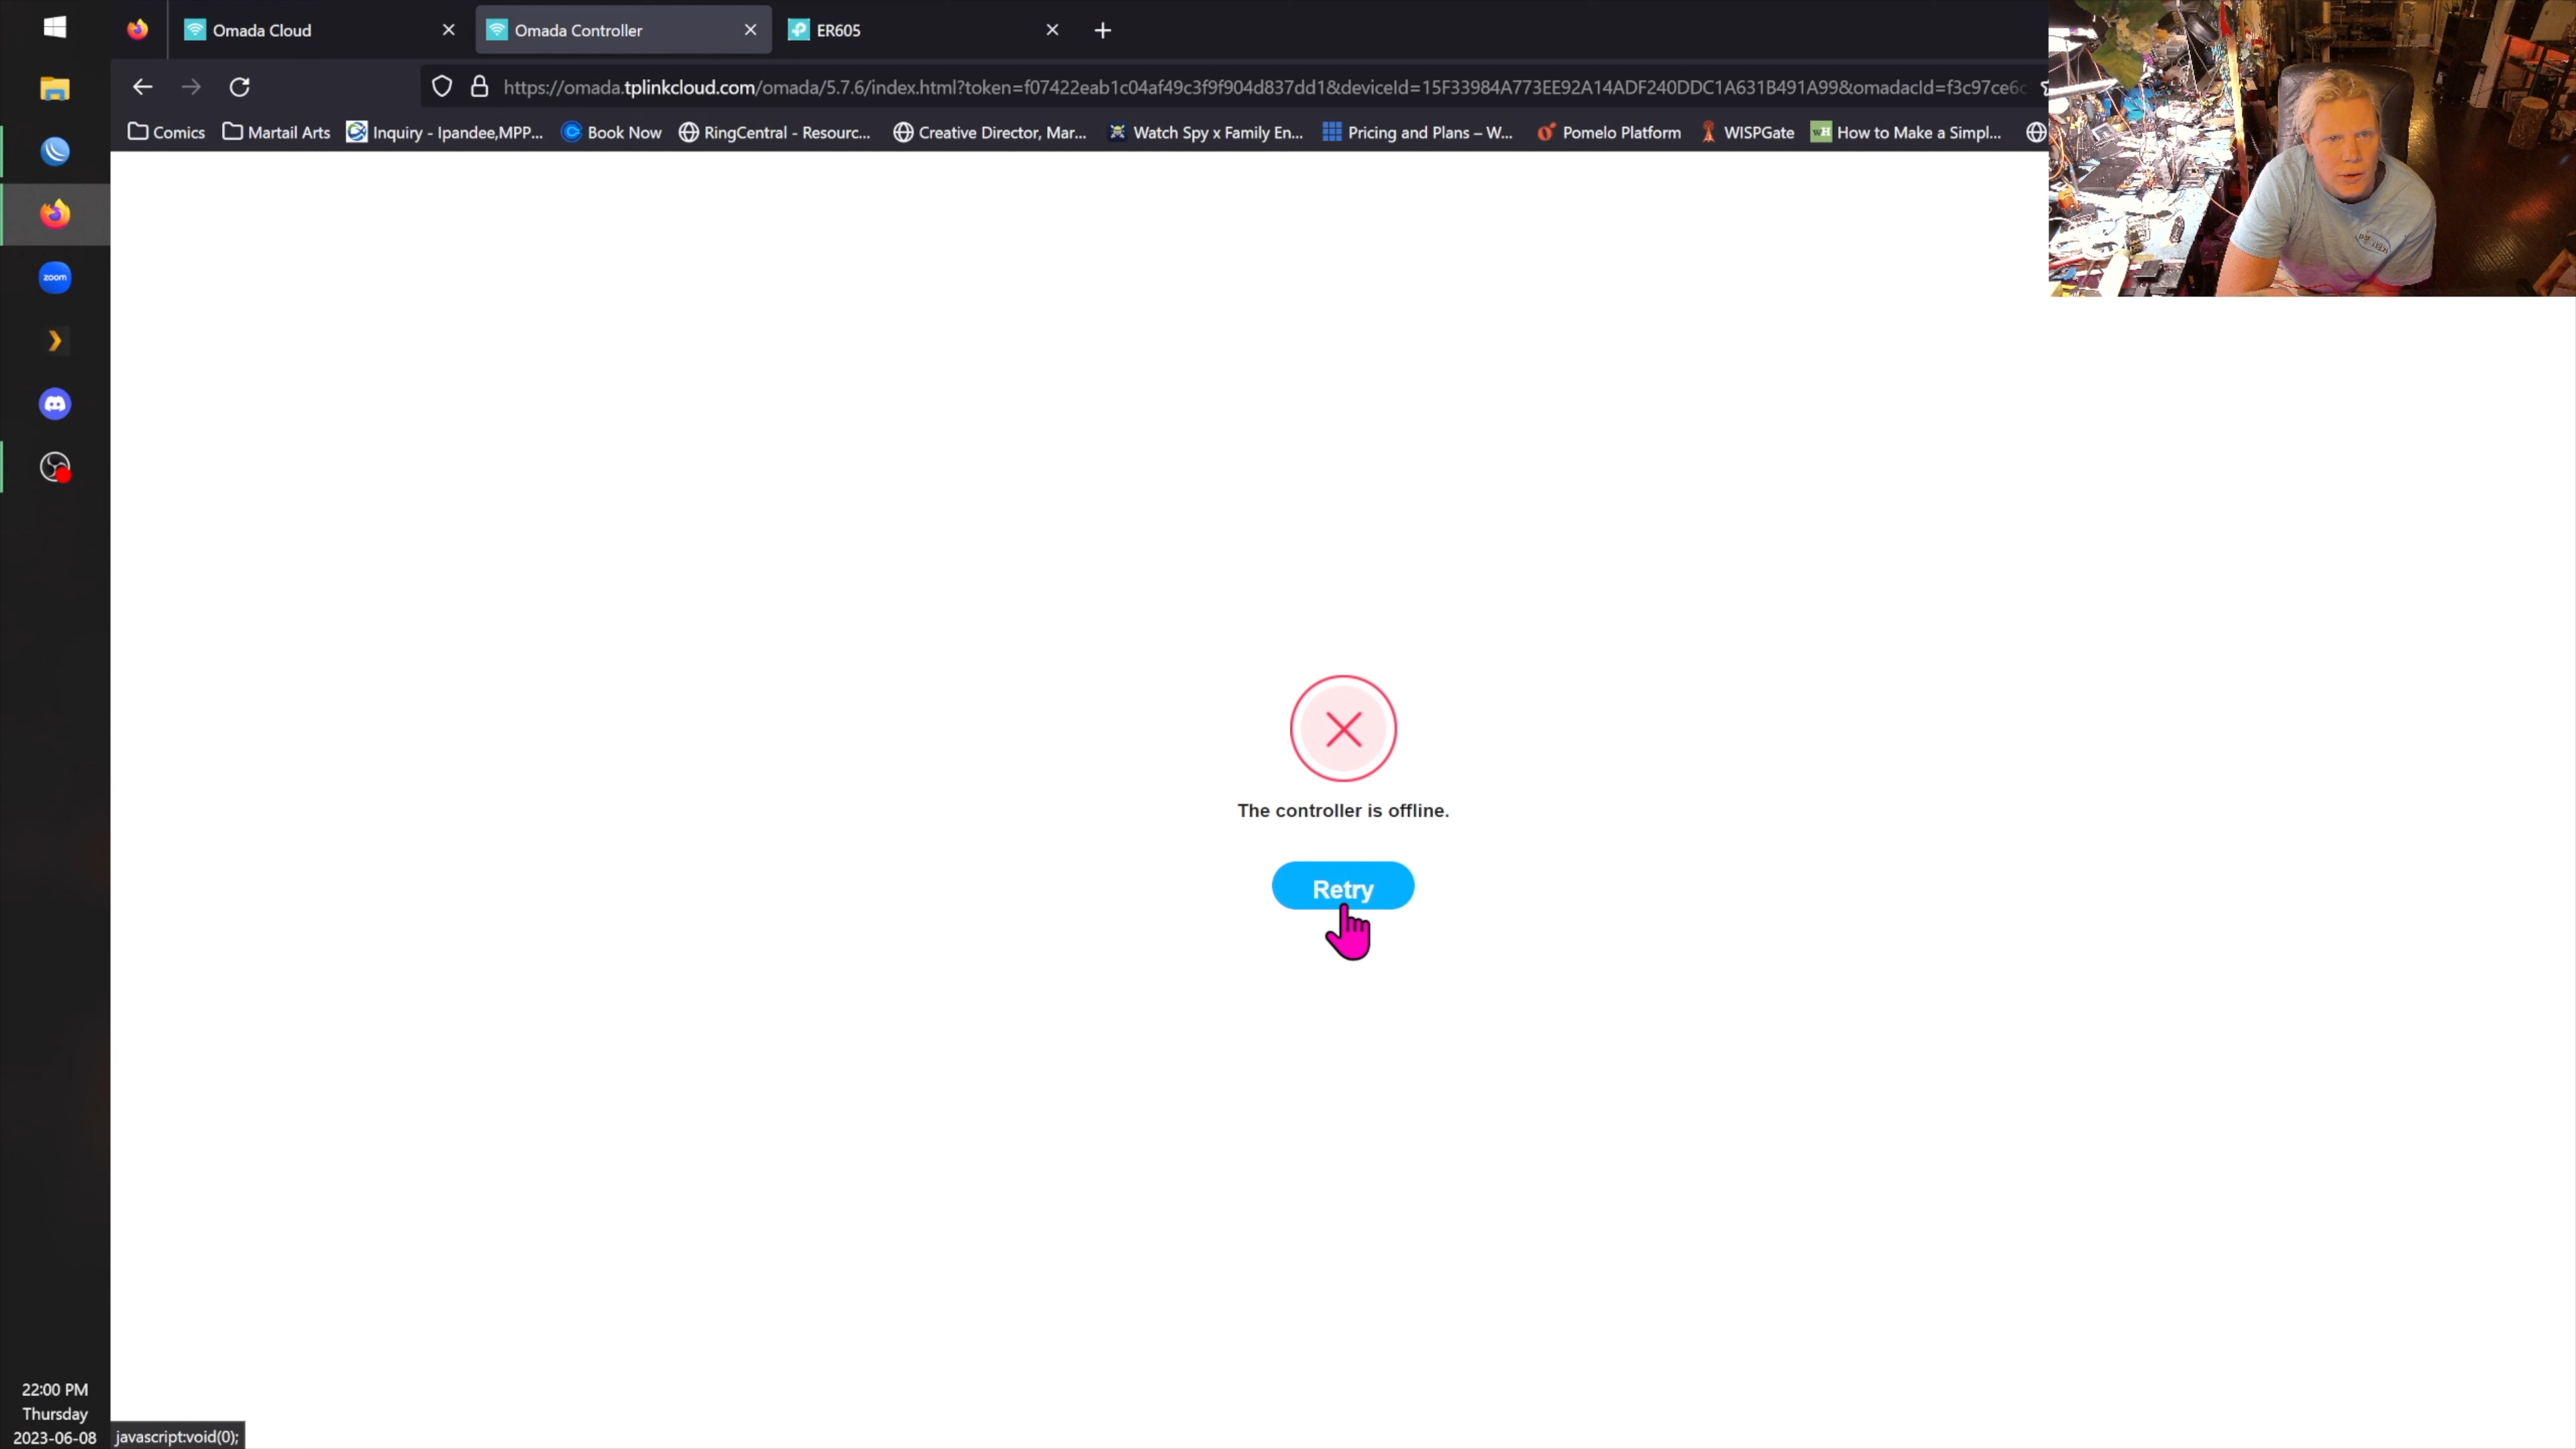 Omada Cloud
Omada Controller
ER605
https://omada.tplinkcloud.com/omada/5.7.6/index.html?token=f07422eab1c04af49c3f9f904d837dd1&deviceId=15F33984A773EE92A14ADF240DDC1A631B491A99&omadacId=f3c97ce6c
Comics
Martail Arts
Inquiry - Ipandee,MPP...
Book Now
RingCentral - Resourc...
Creative Director, Mar...
Watch Spy x Family En...
Pricing and Plans – W...
Pomelo Platform
WISPGate
wH
How to Make a Simpl...
zoom
The controller is offline.
Retry
22:00 PM
Thursday
2023-06-08
javascript:void(0);